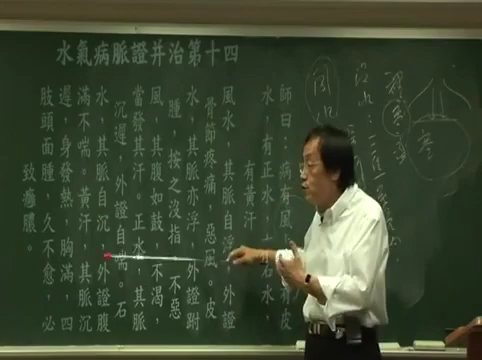 水氣病脈證并治第十四
師曰:病有風水,有皮
水,有正水,石水,
有黃汗
風水,其脈自浮,外證
骨節疼痛,惡風。皮
水,其脈亦浮,外證胕
腫,按之沒指,不惡
風,其腹如鼓,不渴,
當發其汗。正水,其脈
沉遲,外證自喘。石
水,其脈自沉,外證腹
滿不喘。黃汗,其脈沉
遲,身發熱,胸滿,四
肢頭面腫,久不愈,必
致癰膿。
風
寒